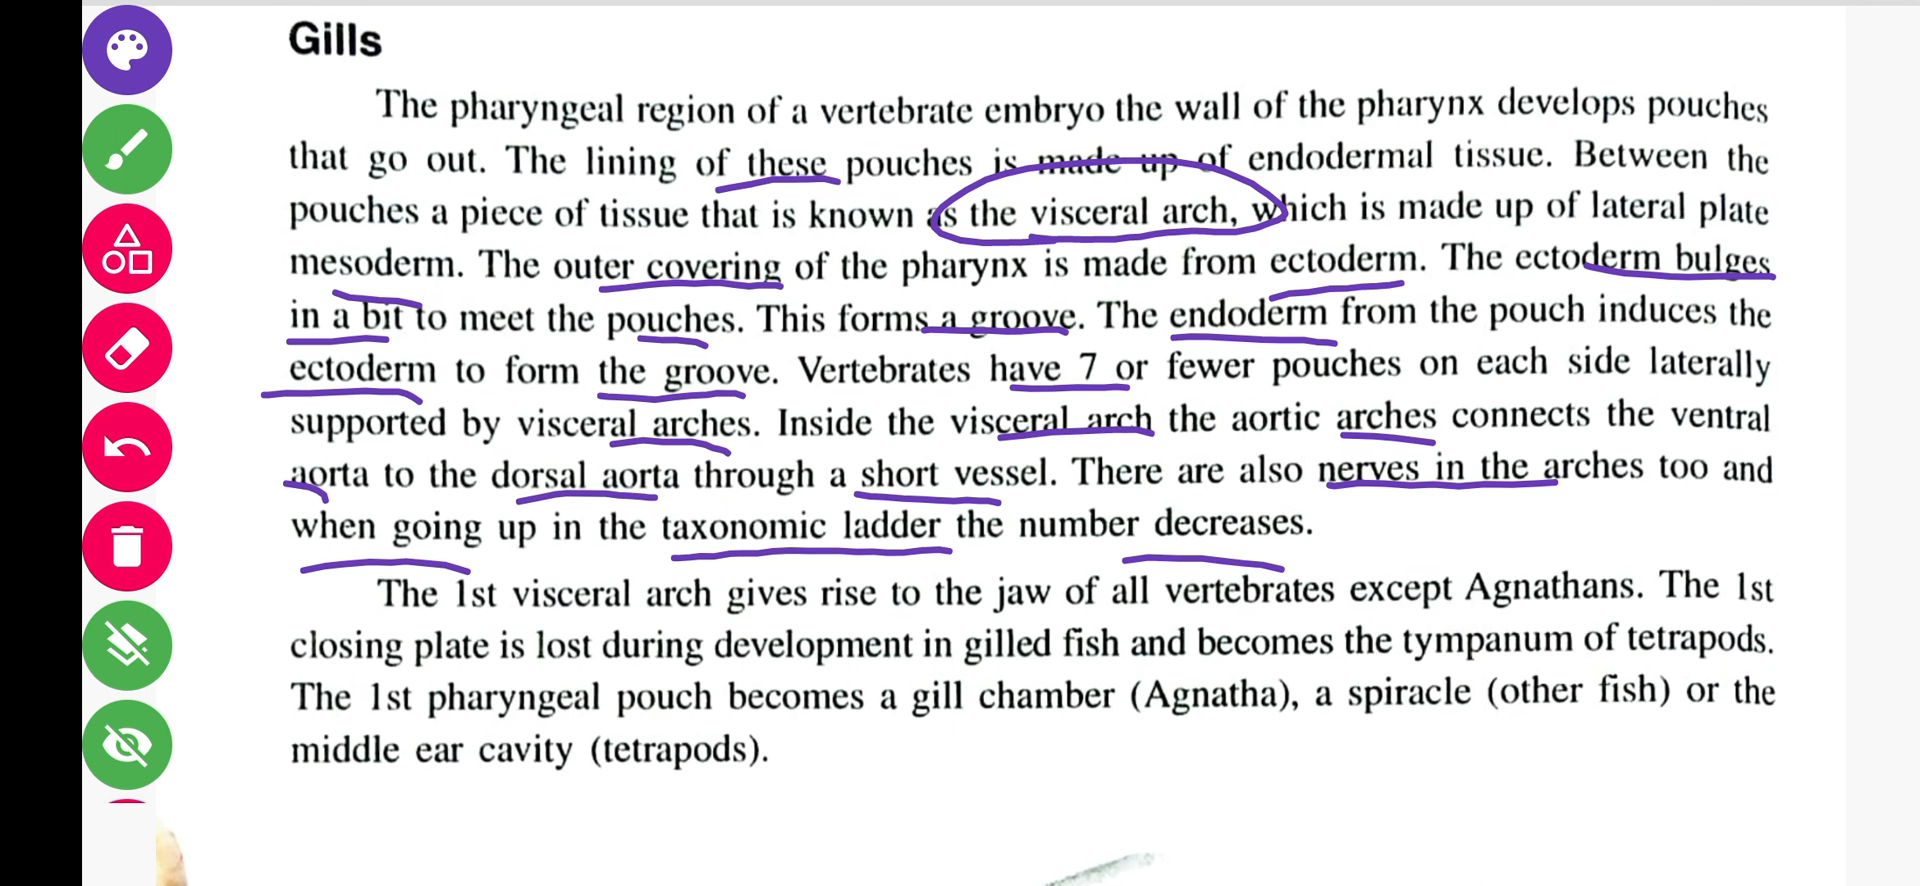 Gills
The pharyngeal region of a vertebrate embryo the wall of the pharynx develops pouches
that go out. The lining of these pouches is made up of endodermal tissue. Between the
pouches a piece of tissue that is known as the visceral arch, which is made up of lateral plate
mesoderm. The outer covering of the pharynx is made from ectoderm. The ectoderm bulges
in a bit to meet the pouches. This forms a groove. The endoderm from the pouch induces the
ectoderm to form the groove. Vertebrates have 7 or fewer pouches on each side laterally
supported by visceral arches. Inside the visceral arch the aortic arches connects the ventral
aorta to the dorsal aorta through a short vessel. There are also nerves in the arches too and
when going up in the taxonomic ladder the number decreases.
The 1st visceral arch gives rise to the jaw of all vertebrates except Agnathans. The 1st
closing plate is lost during development in gilled fish and becomes the tympanum of tetrapods.
The 1st pharyngeal pouch becomes a gill chamber (Agnatha), a spiracle (other fish) or the
middle ear cavity (tetrapods).